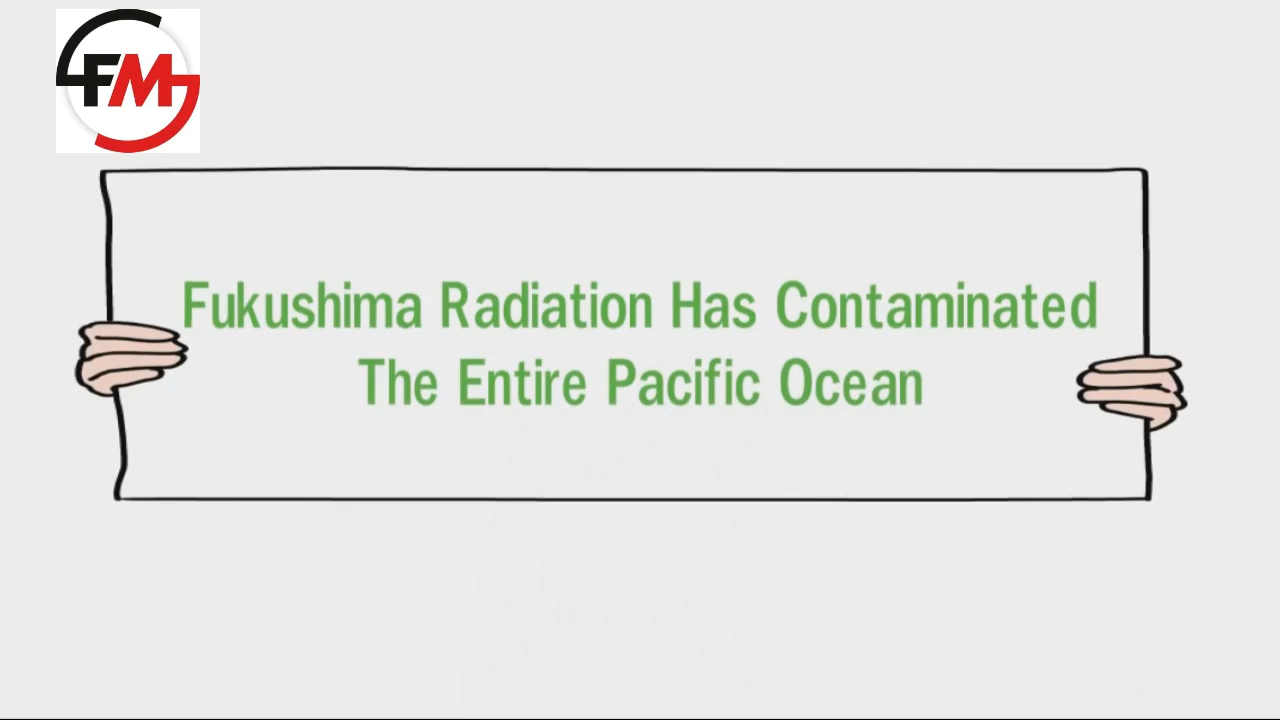 FM
Fukushima Radiation Has Contaminated
The Entire Pacific Ocean